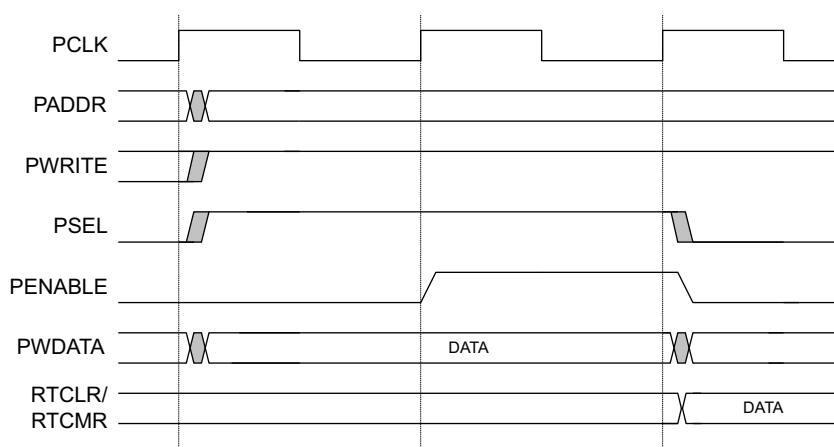 PCLK
PADDR
PWRITE
PSEL
PENABLE
PWDATA DATA
RTCLR/
RTCMR DATA